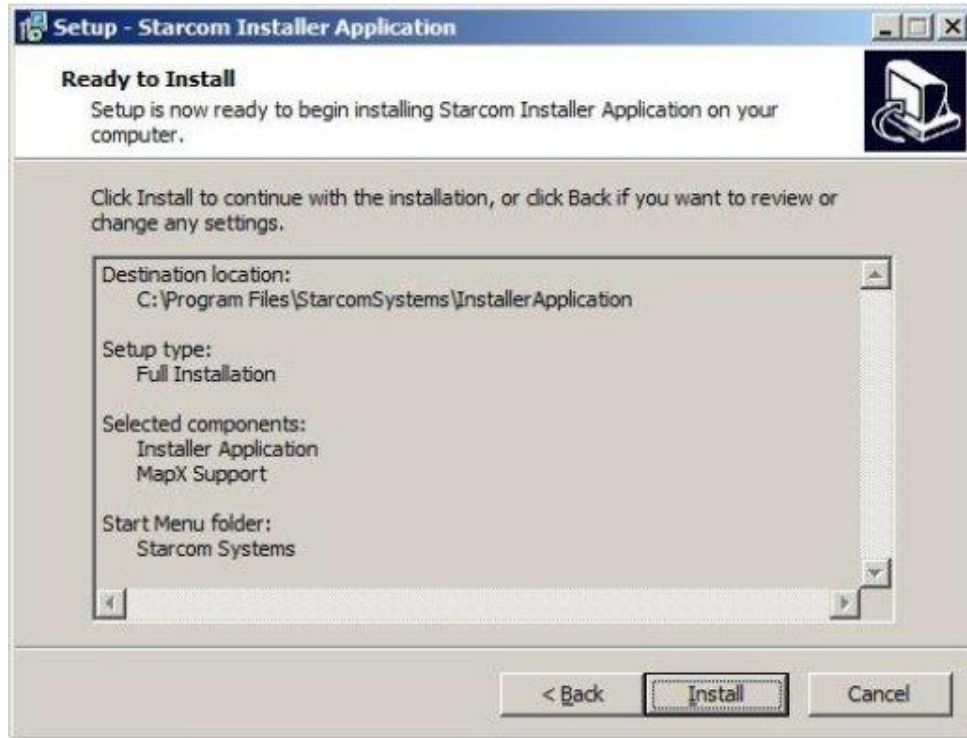 Setup - Starcom Installer Application
Ready to Install
Setup is now ready to begin installing Starcom Installer Application on your
computer.
Click Install to continue with the installation, or click Back if you want to review or
change any settings.
Destination location:
C:\Program Files\StarcomSystems\InstallerApplication
Setup type:
Full Installation
Selected components:
Installer Application
MapX Support
Start Menu folder:
Starcom Systems
< Back
Install
Cancel